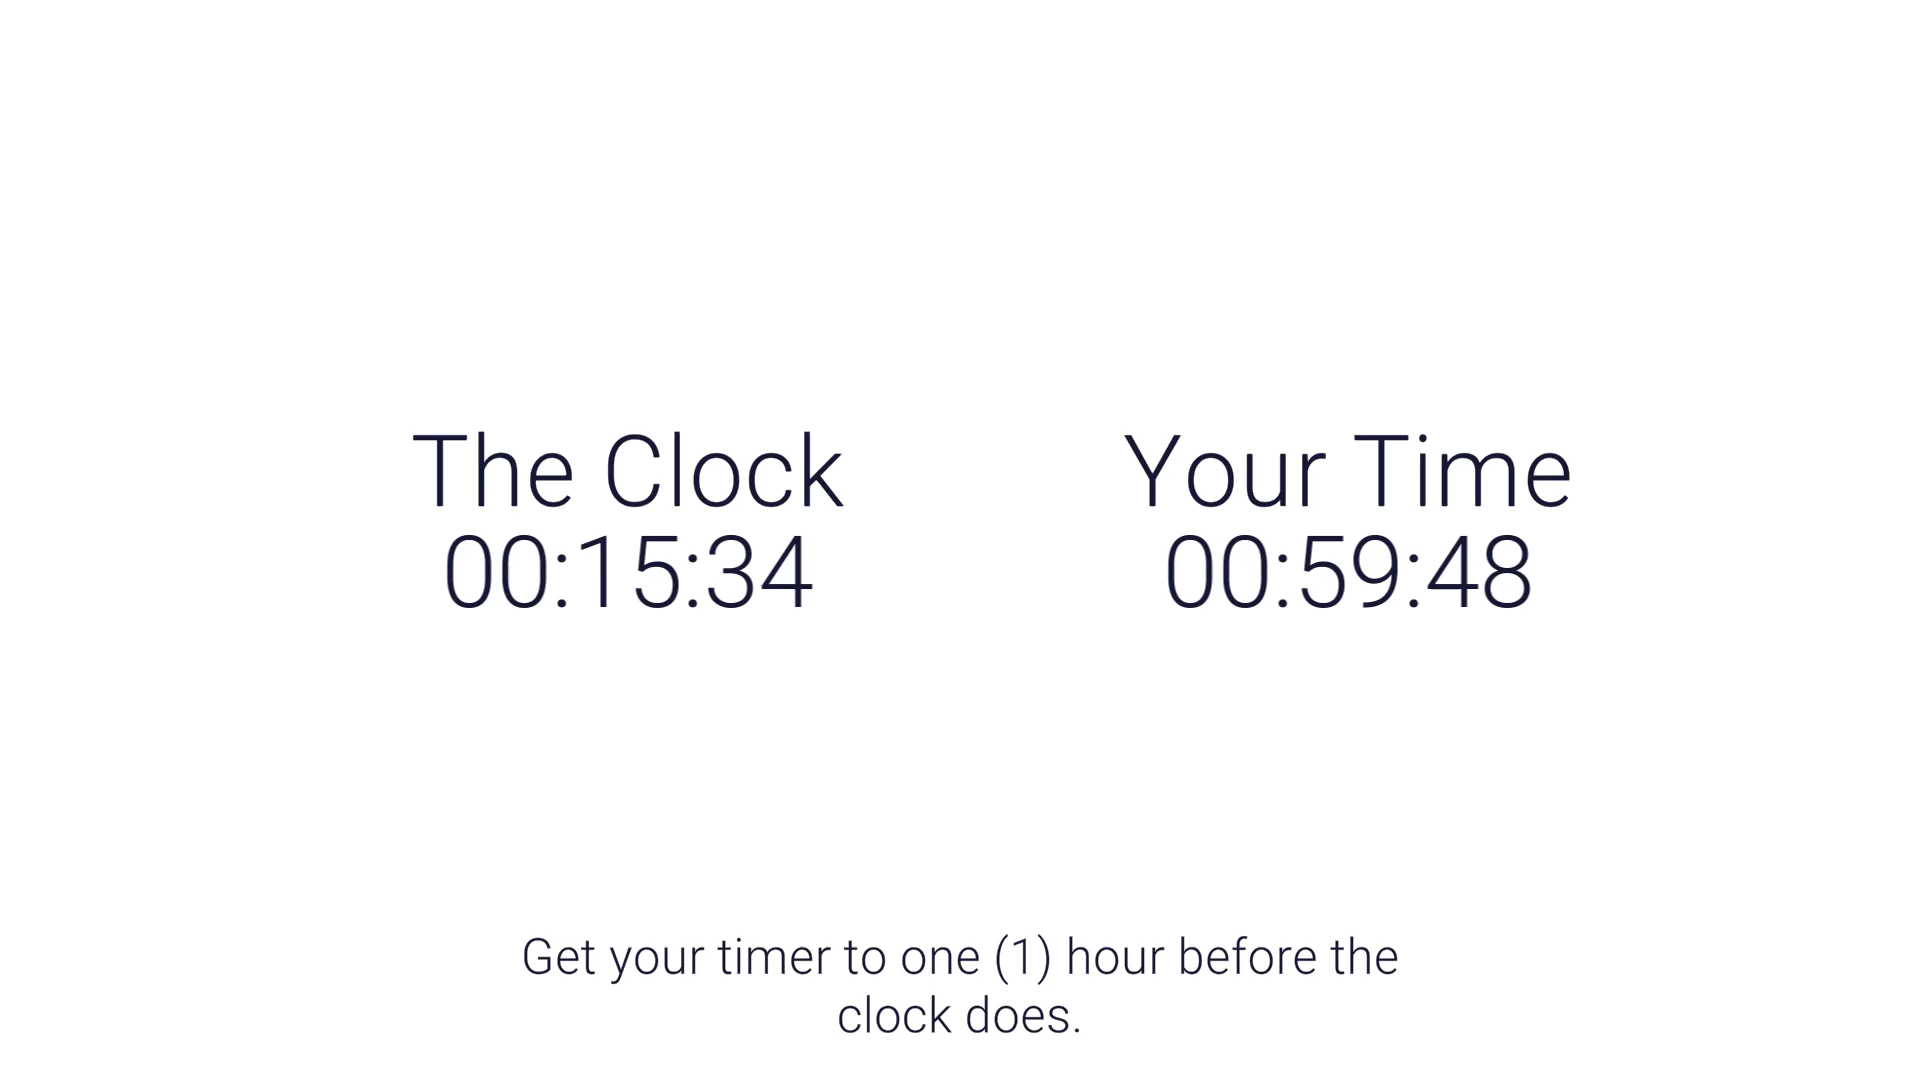 The Clock
00:15:34
Your Time
00:59:48
Get your timer to one (1) hour before the
clock does.